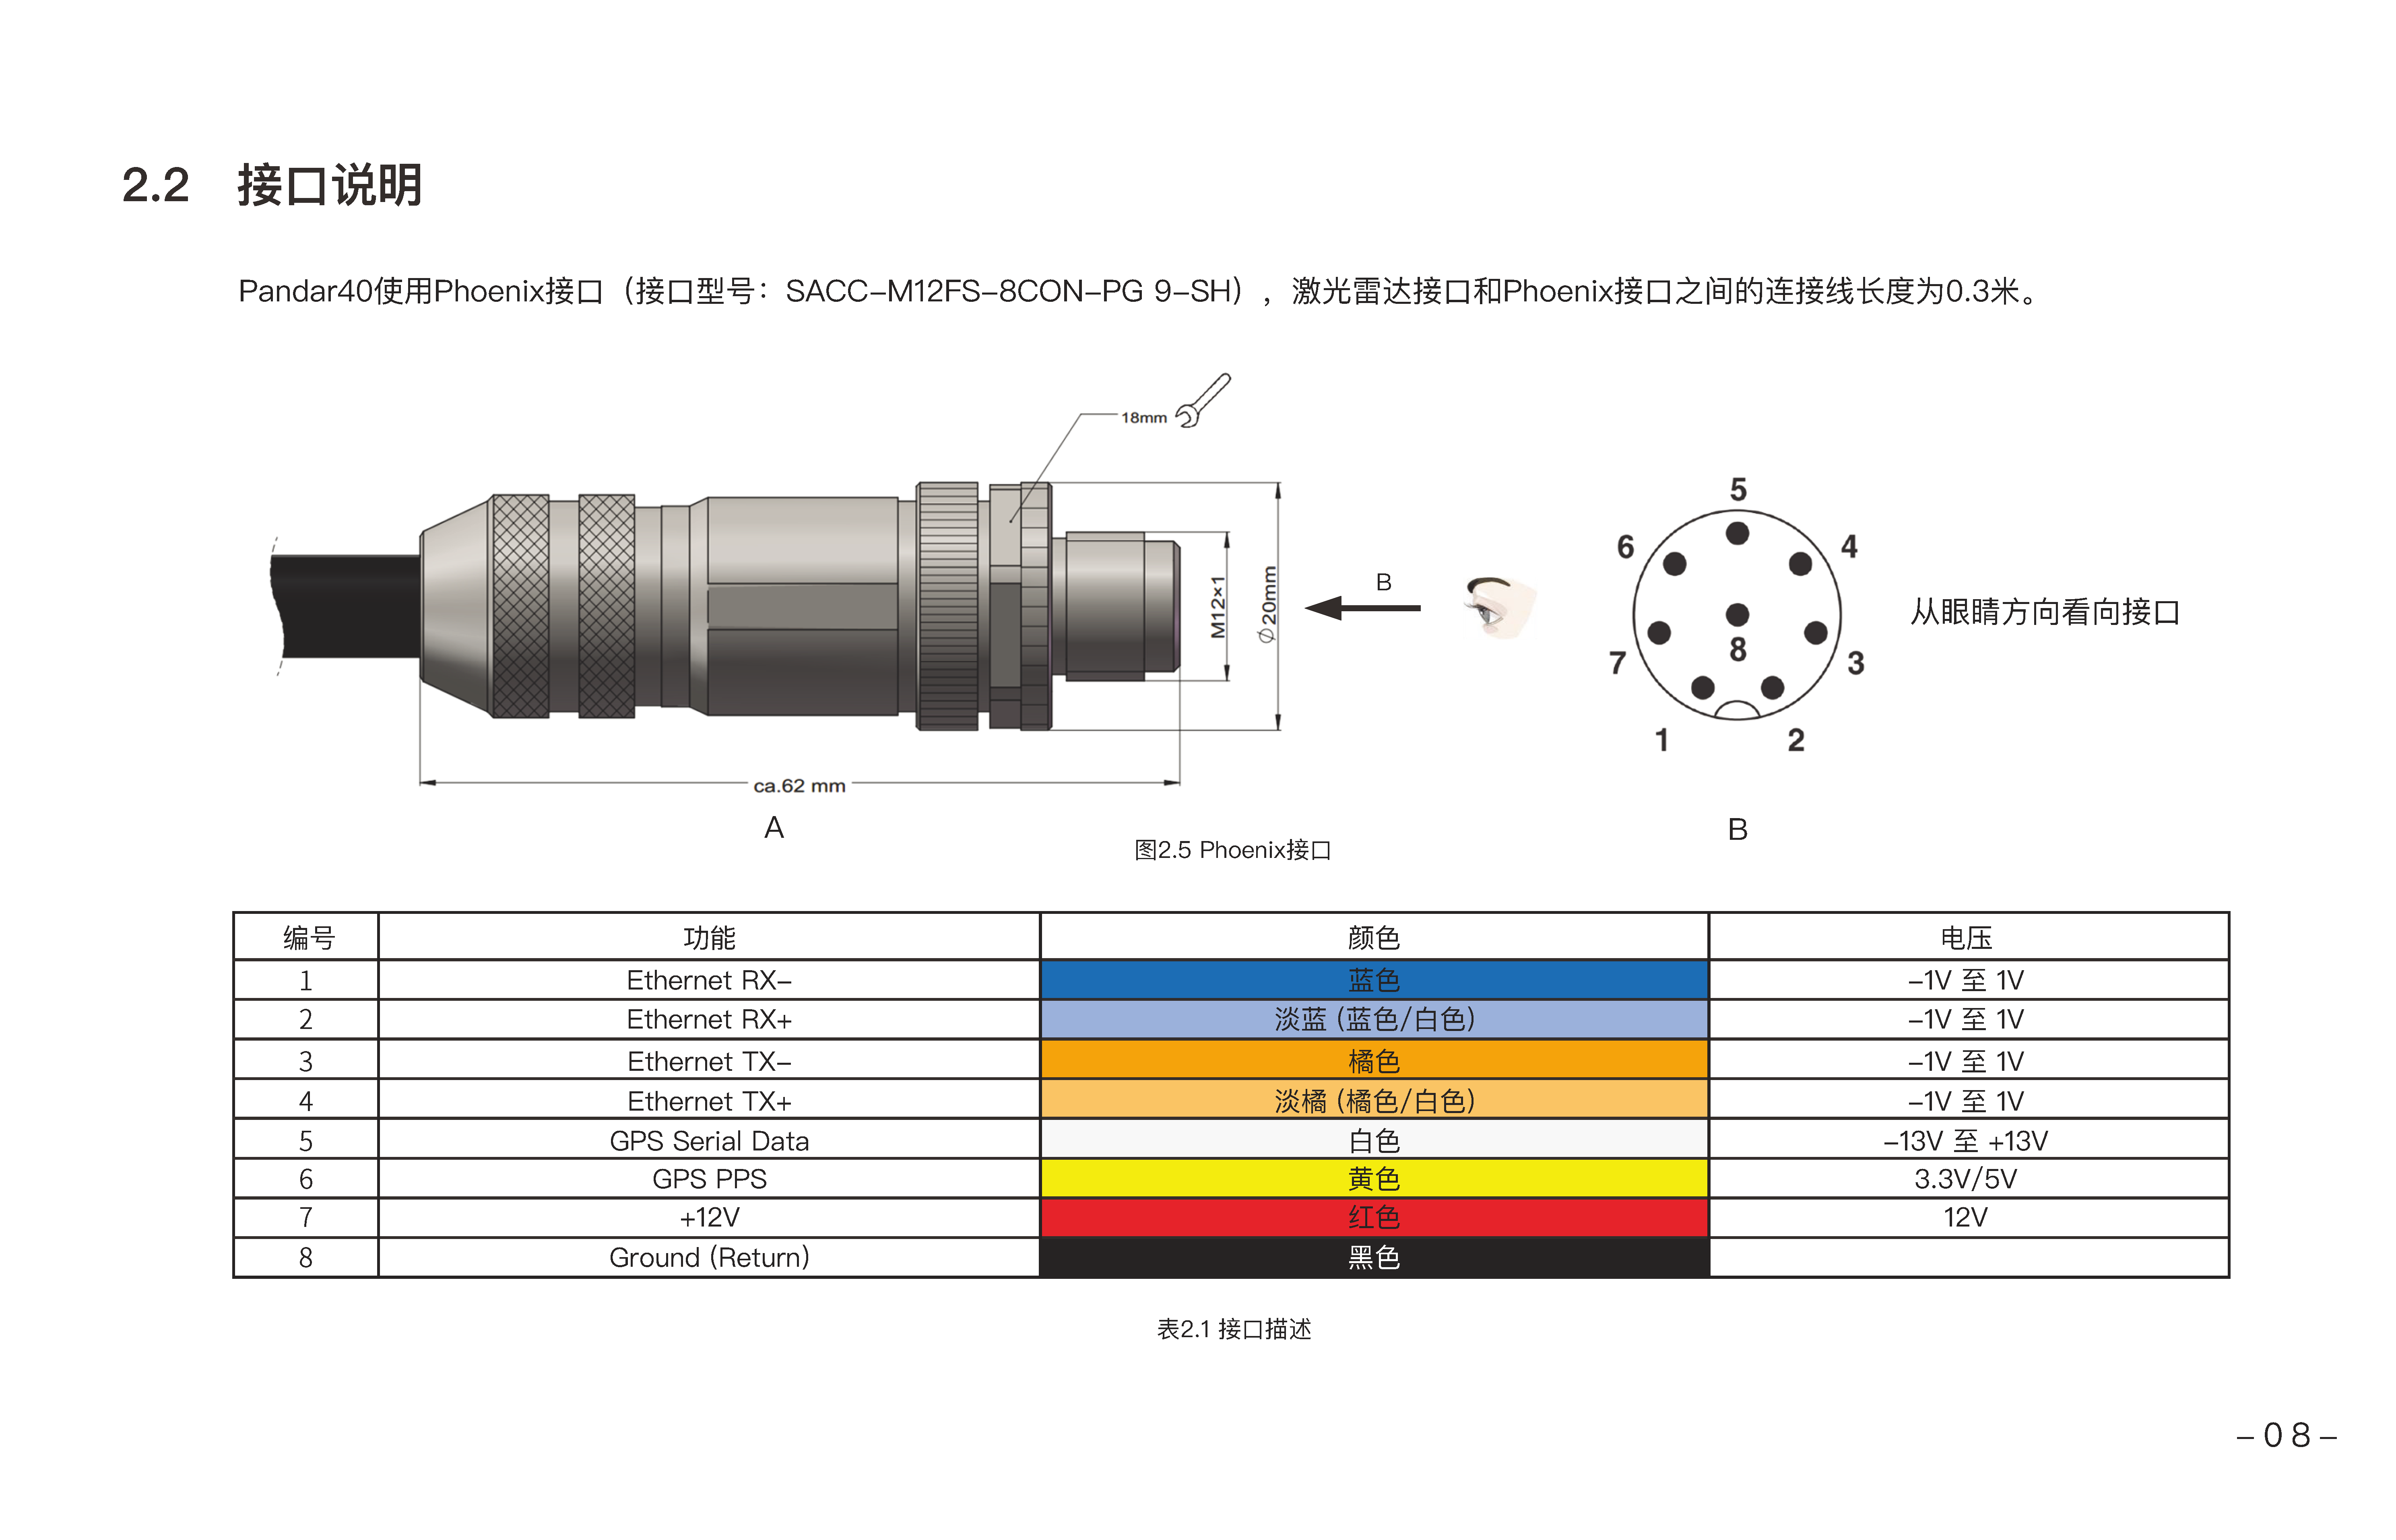 2.2 接口说明
Pandar40使用Phoenix接口（接口型号：SACC-M12FS-8CON-PG 9-SH），激光雷达接口和Phoenix接口之间的连接线长度为0.3米。
18mm
M12×1
∅20mm
ca.62 mm
A
B
5
6
4
8
7
3
1
2
从眼睛方向看向接口
B
图2.5 Phoenix接口
编号 功能 颜色 电压
1 Ethernet RX- 蓝色 -1V 至 1V
2 Ethernet RX+ 淡蓝 (蓝色/白色) -1V 至 1V
3 Ethernet TX- 橘色 -1V 至 1V
4 Ethernet TX+ 淡橘 (橘色/白色) -1V 至 1V
5 GPS Serial Data 白色 -13V 至 +13V
6 GPS PPS 黄色 3.3V/5V
7 +12V 红色 12V
8 Ground (Return) 黑色
表2.1 接口描述
-08-